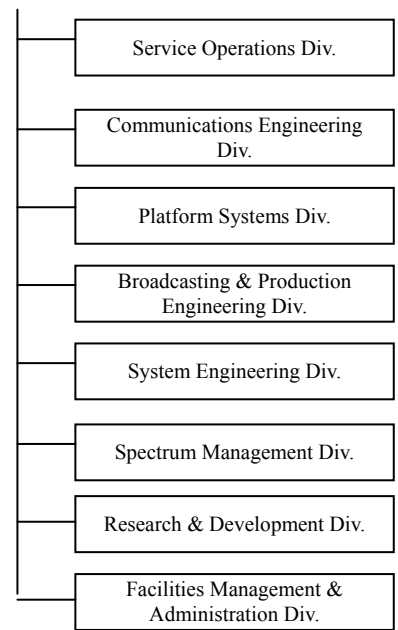 Service Operations Div.
Communications Engineering
Div.
Platform Systems Div.
Broadcasting & Production
Engineering Div.
System Engineering Div.
Spectrum Management Div.
Research & Development Div.
Facilities Management &
Administration Div.